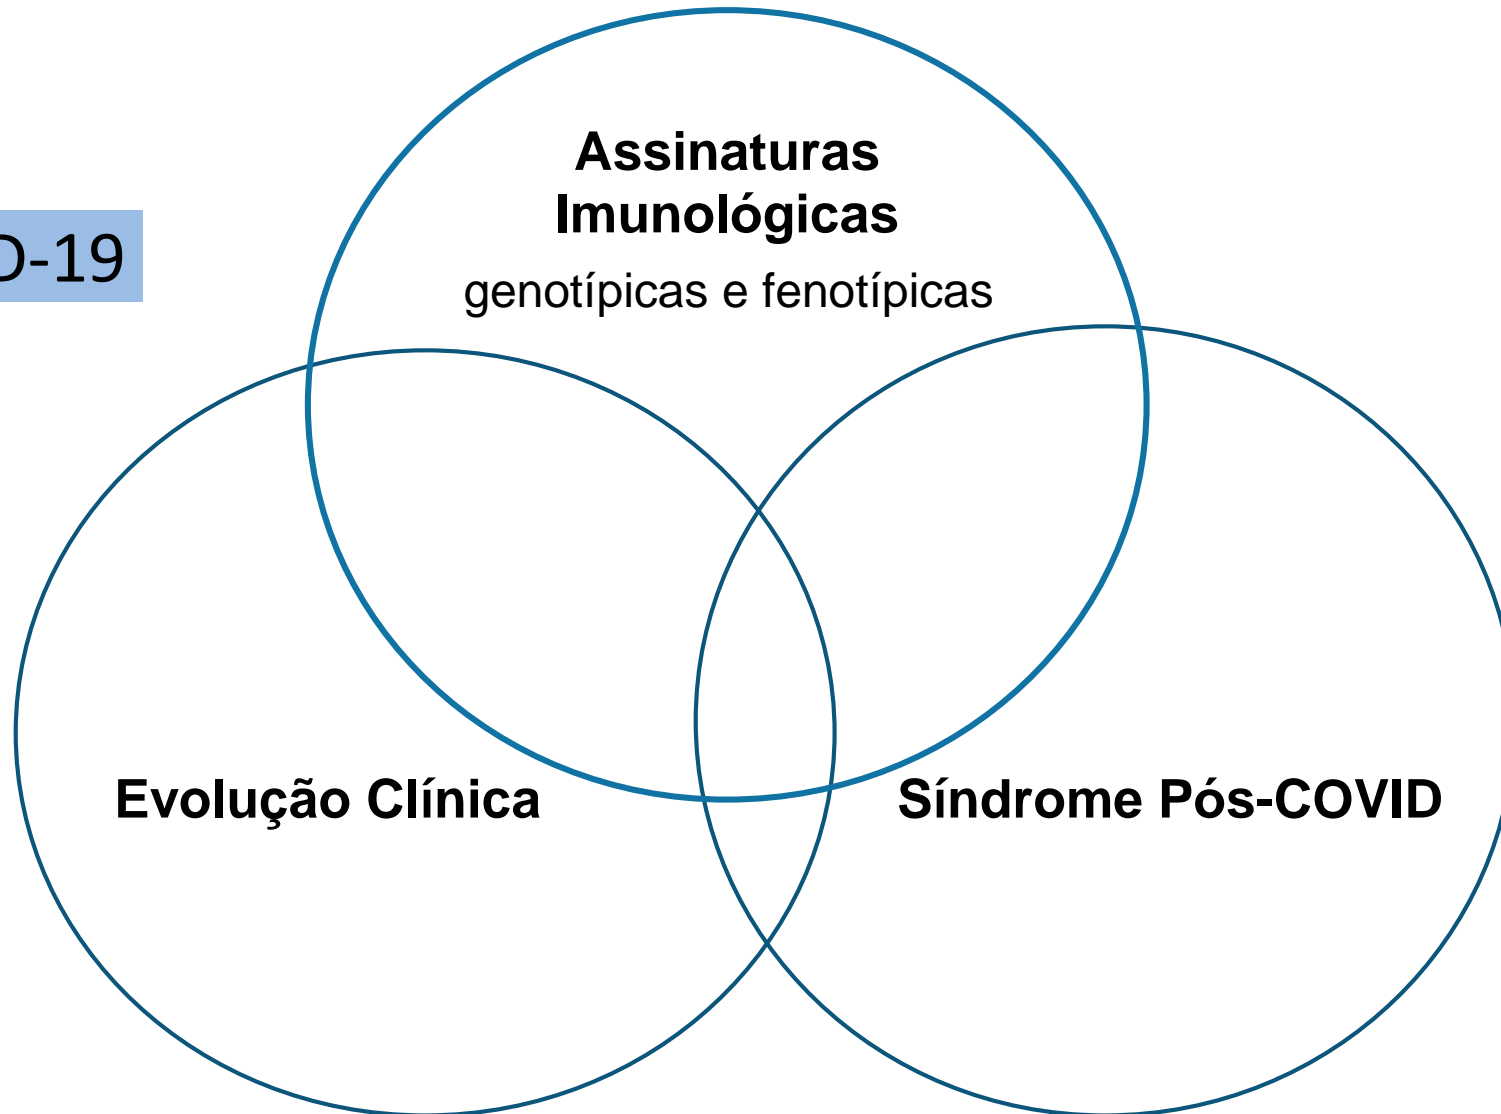 Assinaturas
Imunológicas
D-19
genotípicas e fenotípicas
Evolução Clínica
Síndrome Pós-COVID